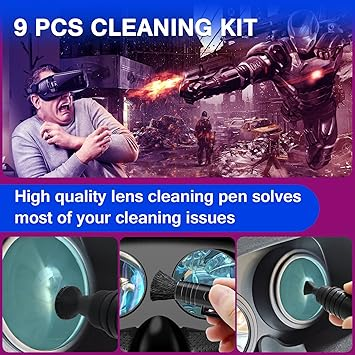 9 PCS CLEANING KIT
High quality lens cleaning pen solves
most of your cleaning issues